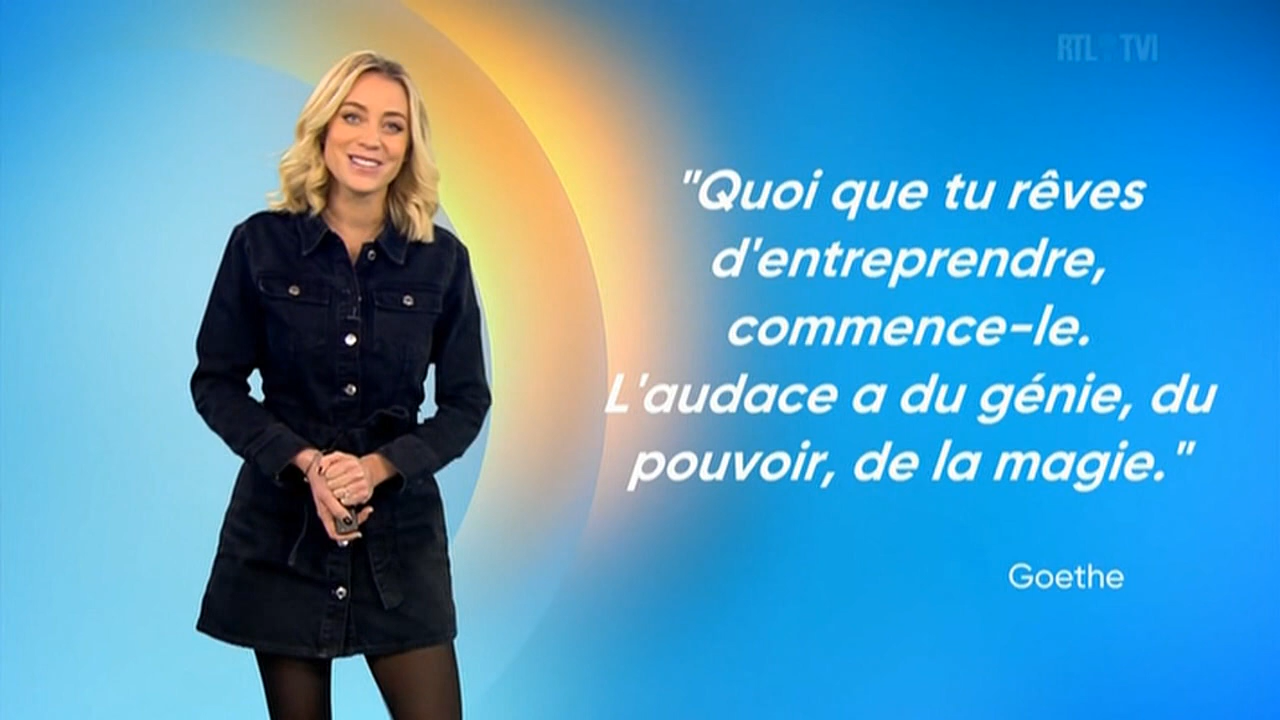 RTL TVI
"Quoi que tu rêves
d'entreprendre,
commence-le.
L'audace a du génie, du
pouvoir, de la magie."
Goethe